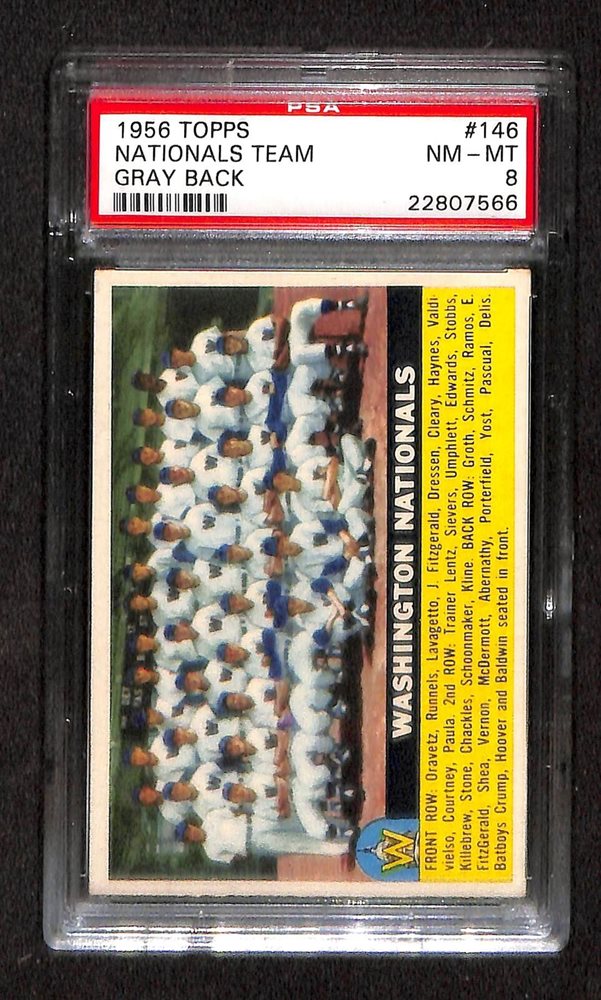 PSA
1956 TOPPS #146
NATIONALS TEAM NM - MT
GRAY BACK 8
22807566
WASHINGTON NATIONALS
W
FRONT ROW: Oravetz, Runnels, Lavagetto, J. Fitzgerald, Dressen, Cleary, Haynes, Valdi-
vielso, Courtney, Paula. 2nd ROW: Trainer Lentz, Sievers, Umphlett, Edwards, Stobbs,
Killebrew, Stone, Chackles, Schoonmaker, Kline. BACK ROW: Groth, Schmitz, Ramos, E.
FitzGerald, Shea, Vernon, McDermott, Abernathy, Porterfield, Yost, Pascual, Delis.
Batboys Crump, Hoover and Baldwin seated in front.